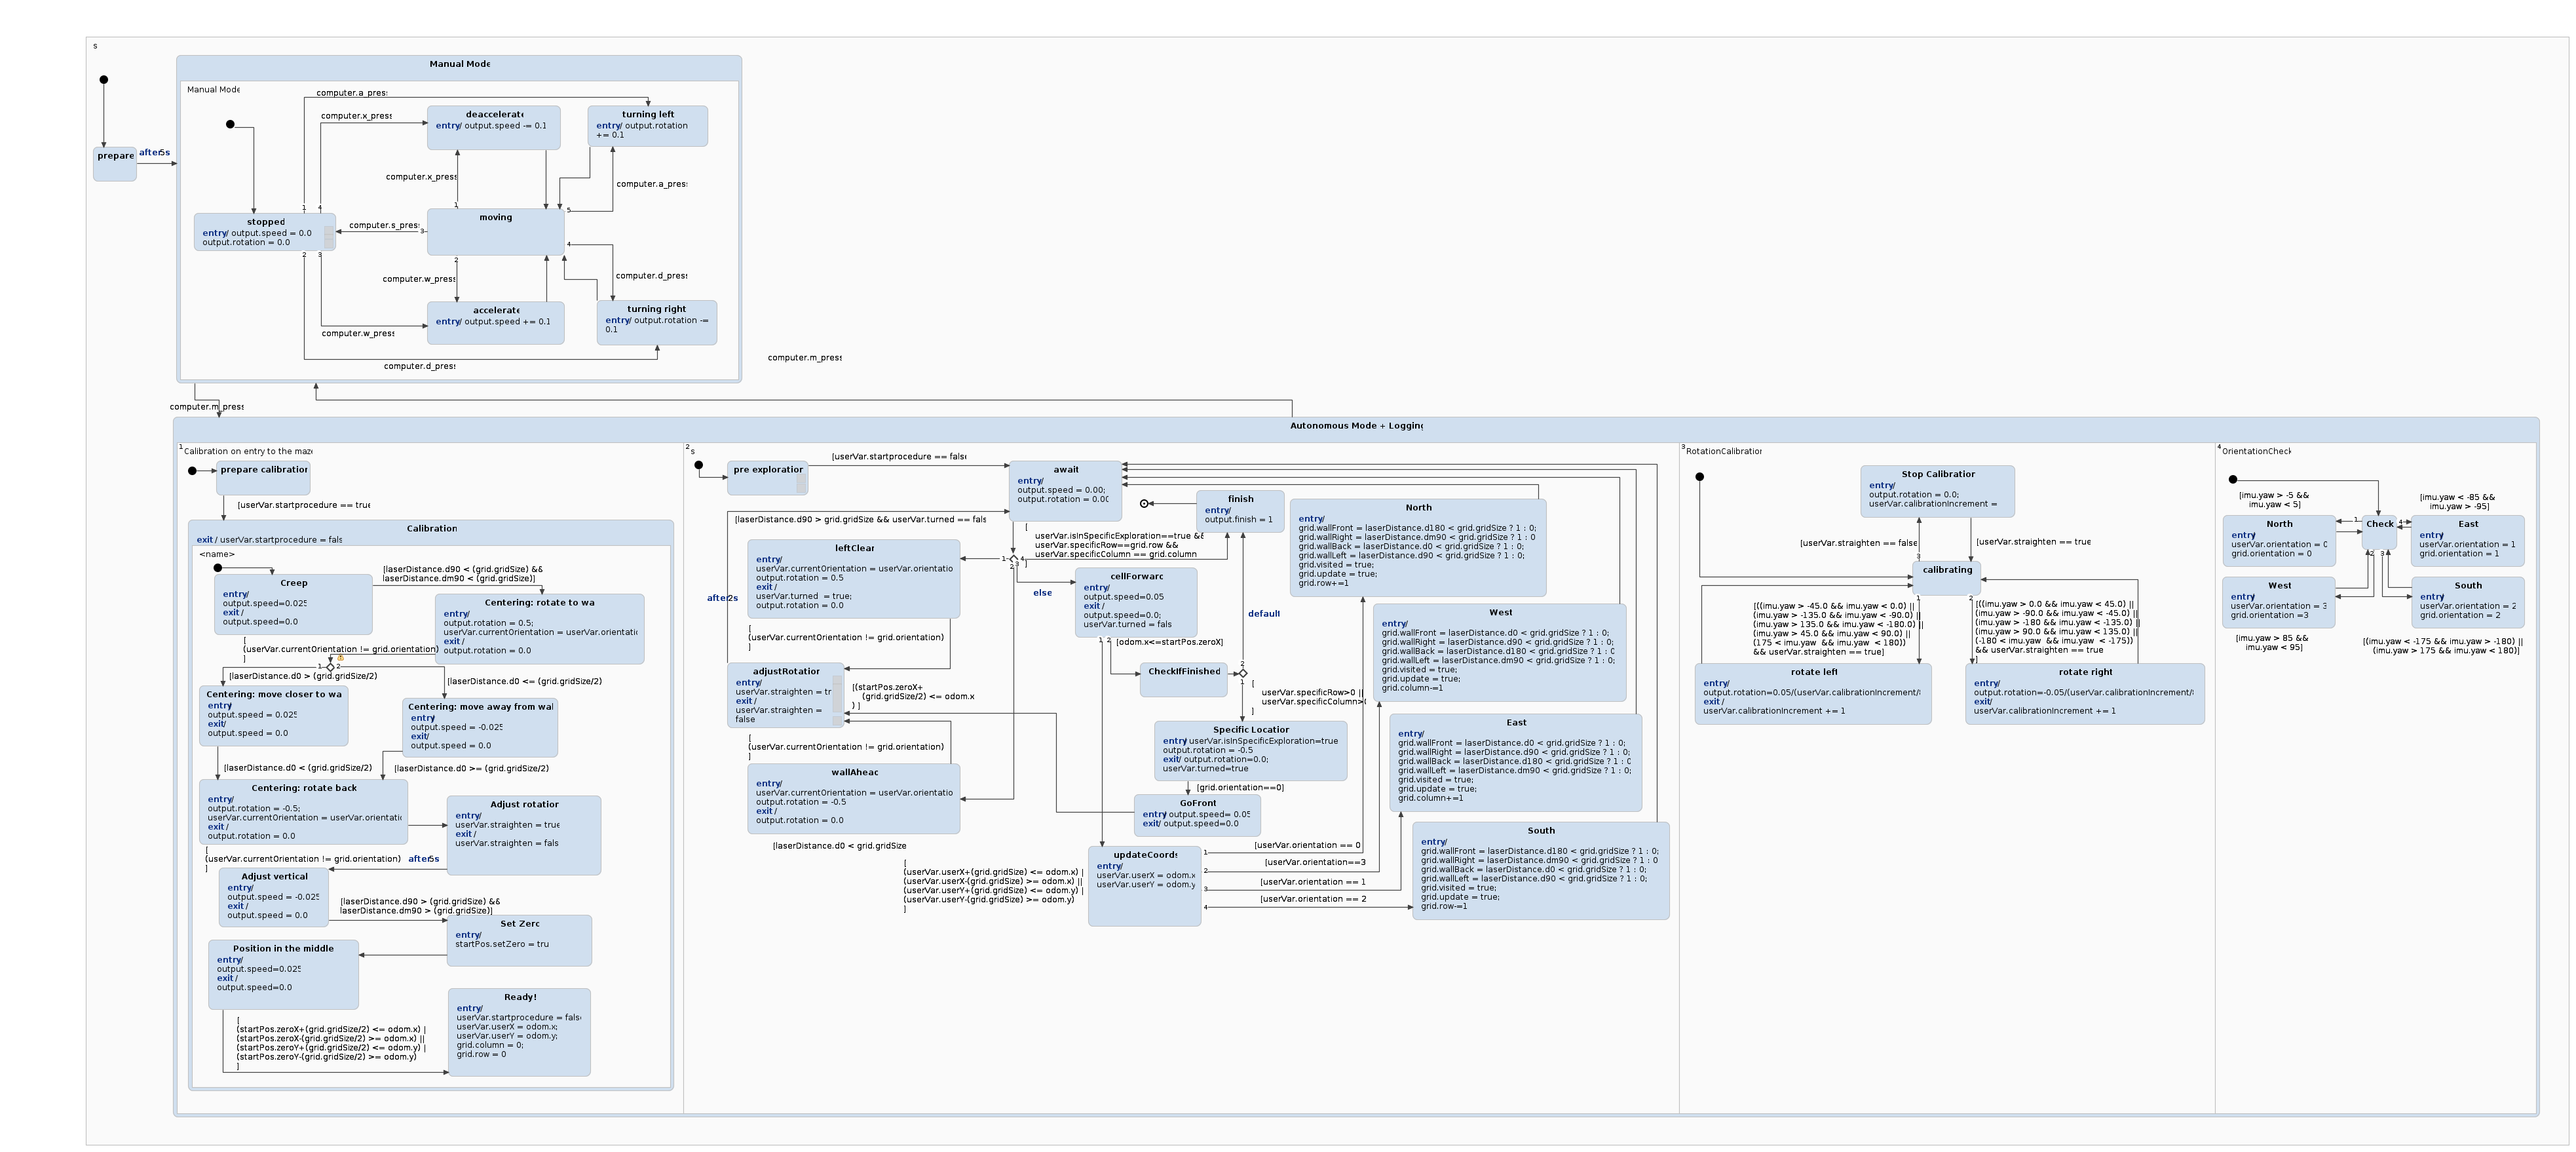 s
Manual Mode
Manual Mode
computer.a_press
computer.x_press
deaccelerate
entry/ output.speed -= 0.1
turning left
entry/ output.rotation
+= 0.1
prepare
after 5s
computer.x_press
computer.a_press
1
4
1
5
stopped
entry/ output.speed = 0.0
output.rotation = 0.0
computer.s_press
3
moving
4
2
3
2
computer.w_press
computer.d_press
accelerate
entry/ output.speed += 0.1
turning right
entry/ output.rotation -=
0.1
computer.w_press
computer.d_press
computer.m_press
computer.m_press
Autonomous Mode + Logging
1
Calibration on entry to the maze
prepare calibration
[userVar.startprocedure == true
Calibration
exit / userVar.startprocedure = fals
<name>
Creep
entry/
output.speed=0.025
exit /
output.speed=0.0
[laserDistance.d90 < (grid.gridSize) &&
laserDistance.dm90 < (grid.gridSize)]
Centering: rotate to wa
entry/
output.rotation = 0.5;
userVar.currentOrientation = userVar.orientatio
exit /
output.rotation = 0.0
[
(userVar.currentOrientation != grid.orientation)
]
1
2
[laserDistance.d0 > (grid.gridSize/2)
[laserDistance.d0 <= (grid.gridSize/2)
Centering: move closer to wa
entry/
output.speed = 0.025
exit/
output.speed = 0.0
Centering: move away from wal
entry/
output.speed = -0.025
exit/
output.speed = 0.0
[laserDistance.d0 < (grid.gridSize/2)
[laserDistance.d0 >= (grid.gridSize/2)
Centering: rotate back
entry/
output.rotation = -0.5;
userVar.currentOrientation = userVar.orientatio
exit /
output.rotation = 0.0
Adjust rotation
entry/
userVar.straighten = true
exit /
userVar.straighten = fals
[
(userVar.currentOrientation != grid.orientation)
]
after 5s
Adjust vertical
entry/
output.speed = -0.025
exit /
output.speed = 0.0
[laserDistance.d90 > (grid.gridSize) &&
laserDistance.dm90 > (grid.gridSize)]
Set Zero
entry/
startPos.setZero = tru
Position in the middle
entry/
output.speed=0.025
exit /
output.speed=0.0
[
(startPos.zeroX+(grid.gridSize/2) <= odom.x) |
(startPos.zeroX-(grid.gridSize/2) >= odom.x) ||
(startPos.zeroY+(grid.gridSize/2) <= odom.y) |
(startPos.zeroY-(grid.gridSize/2) >= odom.y)
]
Ready!
entry/
userVar.startprocedure = false
userVar.userX = odom.x;
userVar.userY = odom.y;
grid.column = 0;
grid.row = 0
2
s
pre exploration
[userVar.startprocedure == false
await
entry/
output.speed = 0.00;
output.rotation = 0.00
[laserDistance.d90 > grid.gridSize && userVar.turned == fals
[
userVar.isInSpecificExploration==true &&
userVar.specificRow==grid.row &&
userVar.specificColumn == grid.column
]
finish
entry/
output.finish = 1
leftClear
entry/
userVar.currentOrientation = userVar.orientatio
output.rotation = 0.5
exit /
userVar.turned = true;
output.rotation = 0.0
1
4
2
3
else
after 2s
cellForward
entry/
output.speed=0.05
exit /
output.speed=0.0;
userVar.turned = fals
default
[
(userVar.currentOrientation != grid.orientation)
]
1
2
[odom.x<=startPos.zeroX]
CheckIfFinished
2
1
adjustRotation
entry/
userVar.straighten = tr
exit /
userVar.straighten =
false
[(startPos.zeroX+
(grid.gridSize/2) <= odom.x
) ]
[
userVar.specificRow>0 ||
userVar.specificColumn>0
]
Specific Location
entry/ userVar.isInSpecificExploration=true
output.rotation = -0.5
exit/ output.rotation=0.0;
userVar.turned=true
[
(userVar.currentOrientation != grid.orientation)
]
wallAhead
entry/
userVar.currentOrientation = userVar.orientatio
output.rotation = -0.5
exit /
output.rotation = 0.0
[grid.orientation==0]
GoFront
entry/ output.speed= 0.05
exit/ output.speed=0.0
[laserDistance.d0 < grid.gridSize
[
(userVar.userX+(grid.gridSize) <= odom.x) |
(userVar.userX-(grid.gridSize) >= odom.x) ||
(userVar.userY+(grid.gridSize) <= odom.y) |
(userVar.userY-(grid.gridSize) >= odom.y)
]
updateCoords
entry/
userVar.userX = odom.x
userVar.userY = odom.y
1
[userVar.orientation == 0
2
[userVar.orientation==3
3
[userVar.orientation == 1
4
[userVar.orientation == 2
North
entry/
grid.wallFront = laserDistance.d180 < grid.gridSize ? 1 : 0;
grid.wallRight = laserDistance.dm90 < grid.gridSize ? 1 : 0
grid.wallBack = laserDistance.d0 < grid.gridSize ? 1 : 0;
grid.wallLeft = laserDistance.d90 < grid.gridSize ? 1 : 0;
grid.visited = true;
grid.update = true;
grid.row+=1
West
entry/
grid.wallFront = laserDistance.d0 < grid.gridSize ? 1 : 0;
grid.wallRight = laserDistance.d90 < grid.gridSize ? 1 : 0;
grid.wallBack = laserDistance.d180 < grid.gridSize ? 1 : 0
grid.wallLeft = laserDistance.dm90 < grid.gridSize ? 1 : 0;
grid.visited = true;
grid.update = true;
grid.column-=1
East
entry/
grid.wallFront = laserDistance.d0 < grid.gridSize ? 1 : 0;
grid.wallRight = laserDistance.d90 < grid.gridSize ? 1 : 0;
grid.wallBack = laserDistance.d180 < grid.gridSize ? 1 : 0
grid.wallLeft = laserDistance.dm90 < grid.gridSize ? 1 : 0;
grid.visited = true;
grid.update = true;
grid.column+=1
South
entry/
grid.wallFront = laserDistance.d180 < grid.gridSize ? 1 : 0;
grid.wallRight = laserDistance.dm90 < grid.gridSize ? 1 : 0
grid.wallBack = laserDistance.d0 < grid.gridSize ? 1 : 0;
grid.wallLeft = laserDistance.d90 < grid.gridSize ? 1 : 0;
grid.visited = true;
grid.update = true;
grid.row-=1
3
RotationCalibration
Stop Calibration
entry/
output.rotation = 0.0;
userVar.calibrationIncrement =
[userVar.straighten == false
[userVar.straighten == true
3
calibrating
1
2
[((imu.yaw > -45.0 && imu.yaw < 0.0) ||
(imu.yaw > -135.0 && imu.yaw < -90.0) ||
(imu.yaw > 135.0 && imu.yaw < -180.0) ||
(imu.yaw > 45.0 && imu.yaw < 90.0) ||
(175 < imu.yaw && imu.yaw < 180))
&& userVar.straighten == true]
[((imu.yaw > 0.0 && imu.yaw < 45.0) ||
(imu.yaw > -90.0 && imu.yaw < -45.0) ||
(imu.yaw > -180 && imu.yaw < -135.0) ||
(imu.yaw > 90.0 && imu.yaw < 135.0) ||
(-180 < imu.yaw && imu.yaw < -175))
&& userVar.straighten == true
]
rotate left
entry/
output.rotation=0.05/(userVar.calibrationIncrement/!
exit /
userVar.calibrationIncrement += 1
rotate right
entry/
output.rotation=-0.05/(userVar.calibrationIncrement/!
exit /
userVar.calibrationIncrement += 1
4
OrientationCheck
[imu.yaw > -5 &&
imu.yaw < 5]
[imu.yaw < -85 &&
imu.yaw > -95]
North
entry/
userVar.orientation = 0
grid.orientation = 0
1
Check
4
2
3
East
entry/
userVar.orientation = 1
grid.orientation = 1
West
entry/
userVar.orientation = 3
grid.orientation =3
South
entry/
userVar.orientation = 2
grid.orientation = 2
[imu.yaw > 85 &&
imu.yaw < 95]
[(imu.yaw < -175 && imu.yaw > -180) ||
(imu.yaw > 175 && imu.yaw < 180)]